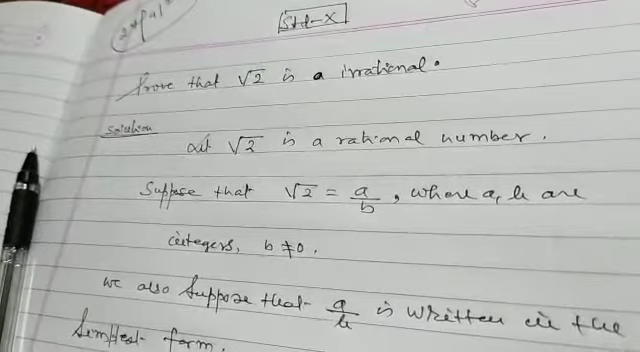 Std-X
Prove that √2 is a irrational.
Solution
Let √2 is a rational number.
Suppose that √2 = a/b, where a, b are
integers, b ≠ 0.
we also Suppose that a/b is written in the
Simplest form.